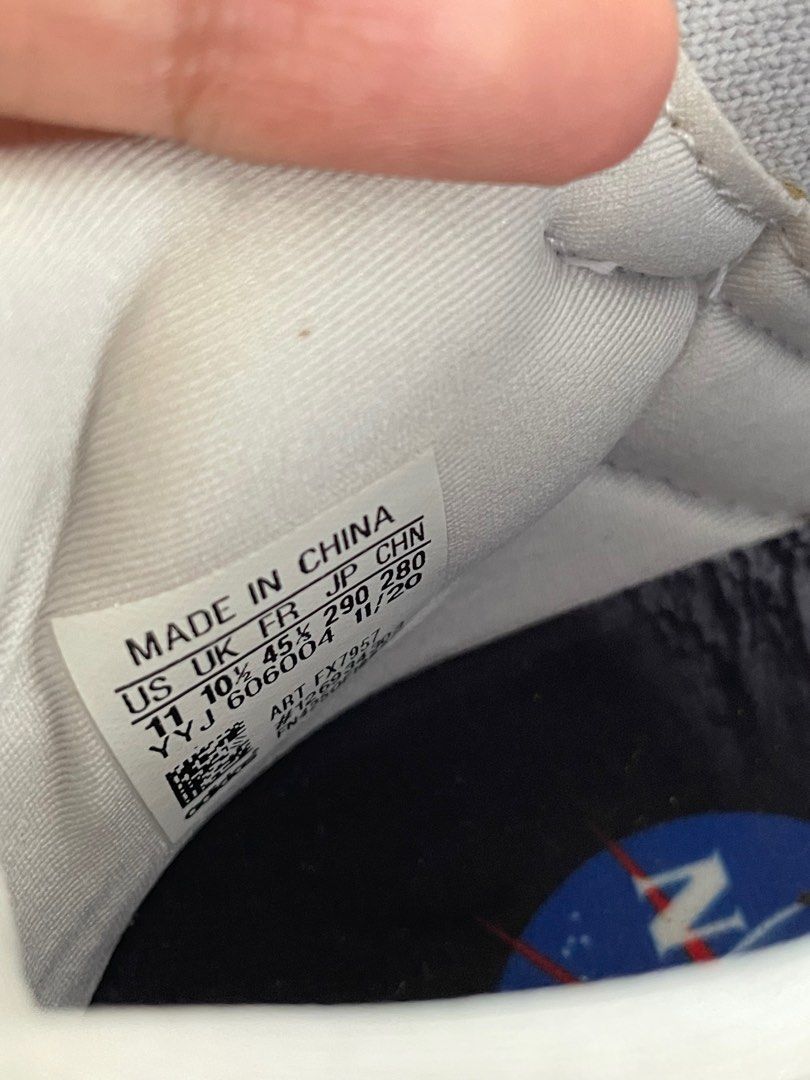 MADE IN CHINA
US UK FR JP CHN
11 10½ 45⅓ 290 280
YYJ 606004 11/20
ART FX7957
adidas
N